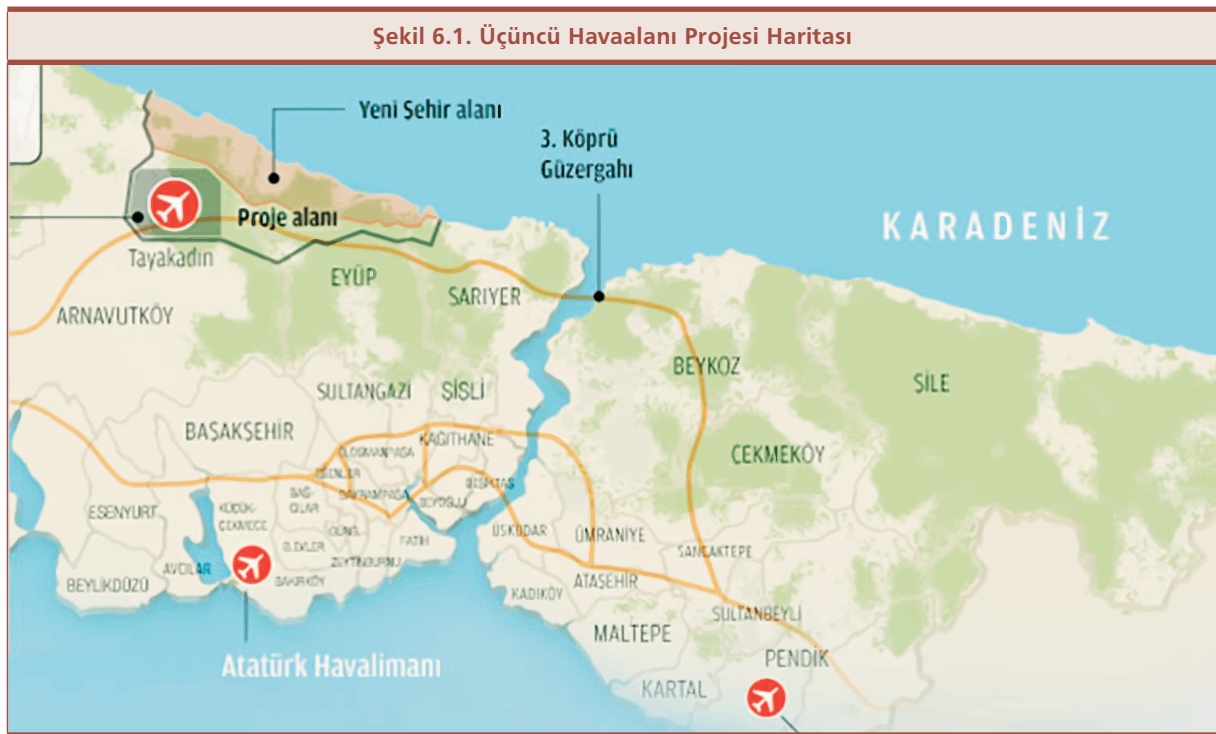 Şekil 6.1. Üçüncü Havaalanı Projesi Haritası
Yeni Şehir alanı
3. Köprü
Güzergahı
KARADENİZ
Proje alanı
Tayakadın
EYÜP
SARIYER
ARNAVUTKÖY
BEYKOZ
ŞİLE
SULTANGAZİ
ŞİŞLİ
BAŞAKŞEHİR
KAĞITHANE
G.OSMANPAŞA
ÇEKMEKÖY
ESENLER
BEŞİKTAŞ
BAĞ-
CILAR
BAYRAMPAŞA
BEYOĞLU
ESENYURT
KÜÇÜK-
ÇEKMECE
GÜNG.
ÜSKÜDAR
ÜMRANİYE
FATİH
B.EVLER
SANCAKTEPE
ZEYTİNBURNU
AVCILAR
BAKIRKÖY
ATAŞEHİR
BEYLİKDÜZÜ
KADIKÖY
SULTANBEYLİ
MALTEPE
Atatürk Havalimanı
PENDİK
KARTAL